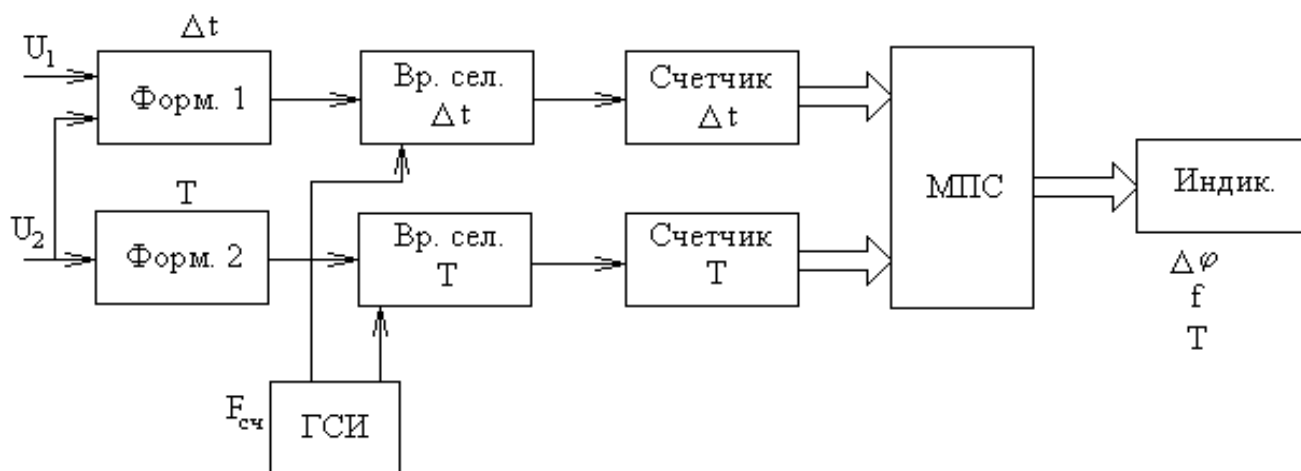 Δt
U₁
Форм. 1
Вр. сел.
Δt
Счетчик
Δt
МПС
Индик.
Δφ
f
T
T
U₂
Форм. 2
Вр. сел.
T
Счетчик
T
Fсч
ГСИ